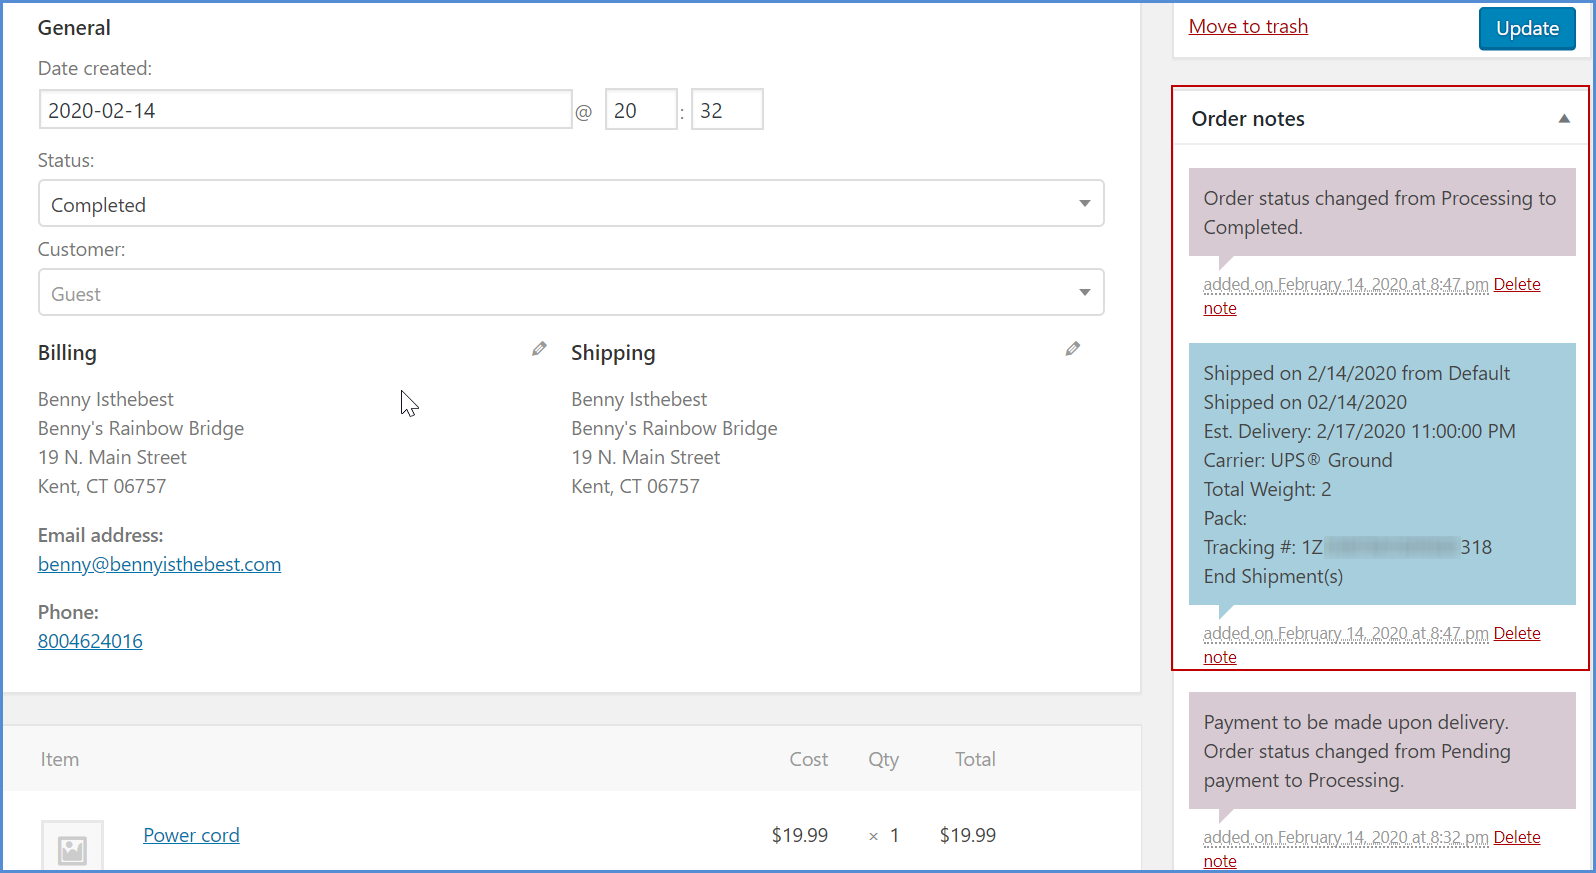 General
Date created:
2020-02-14 @ 20 : 32
Status:
Completed
Customer:
Guest
Billing
Benny Isthebest
Benny's Rainbow Bridge
19 N. Main Street
Kent, CT 06757
Email address:
benny@bennyisthebest.com
Phone:
8004624016
Shipping
Benny Isthebest
Benny's Rainbow Bridge
19 N. Main Street
Kent, CT 06757
Item Cost Qty Total
Power cord $19.99 × 1 $19.99
Move to trash Update
Order notes
Order status changed from Processing to
Completed.
added on February 14, 2020 at 8:47 pm Delete
note
Shipped on 2/14/2020 from Default
Shipped on 02/14/2020
Est. Delivery: 2/17/2020 11:00:00 PM
Carrier: UPS® Ground
Total Weight: 2
Pack:
Tracking #: 1Z 318
End Shipment(s)
added on February 14, 2020 at 8:47 pm Delete
note
Payment to be made upon delivery.
Order status changed from Pending
payment to Processing.
added on February 14, 2020 at 8:32 pm Delete
note